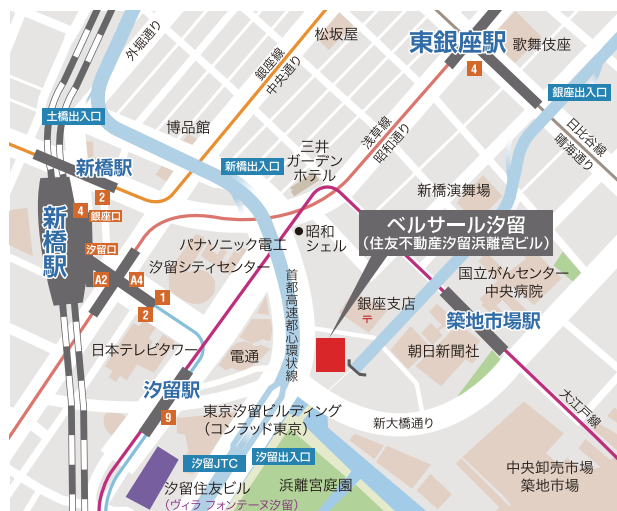 外堀通り
銀座線
中央通り
松坂屋
東銀座駅
歌舞伎座
4
銀座出入口
土橋出入口
博品館
浅草線
昭和通り
日比谷線
晴海通り
三井
ガーデン
ホテル
新橋出入口
新橋駅
2
新橋演舞場
新橋駅
4
銀座口
汐留口
パナソニック電工
昭和
シェル
ベルサール汐留
(住友不動産汐留浜離宮ビル)
A2
A4
汐留シティセンター
国立がんセンター
中央病院
1
2
首都高速都心環状線
銀座支店
〒
築地市場駅
日本テレビタワー
電通
朝日新聞社
汐留駅
9
東京汐留ビルディング
(コンラッド東京)
新大橋通り
大江戸線
汐留JTC
汐留出入口
中央卸売市場
築地市場
汐留住友ビル
(ヴィラ フォンテーヌ汐留)
浜離宮庭園